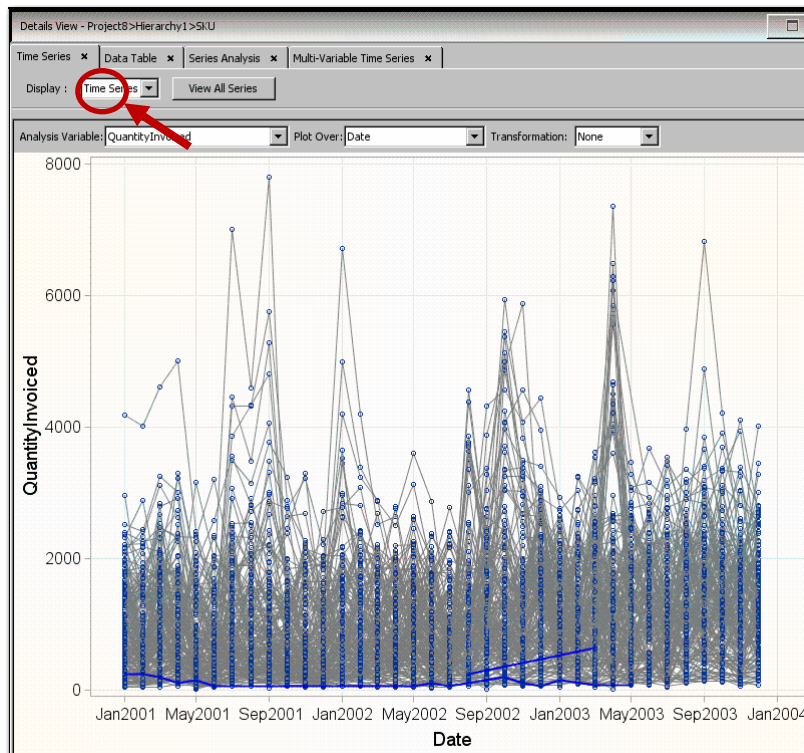 Details View - Project8>Hierarchy1>SKU
Time Series × Data Table × Series Analysis × Multi-Variable Time Series ×
Display : Time Series View All Series
Analysis Variable: QuantityInvoiced Plot Over: Date Transformation: None
8000
6000
4000
2000
0
QuantityInvoiced
Jan2001 May2001 Sep2001 Jan2002 May2002 Sep2002 Jan2003 May2003 Sep2003 Jan2004
Date